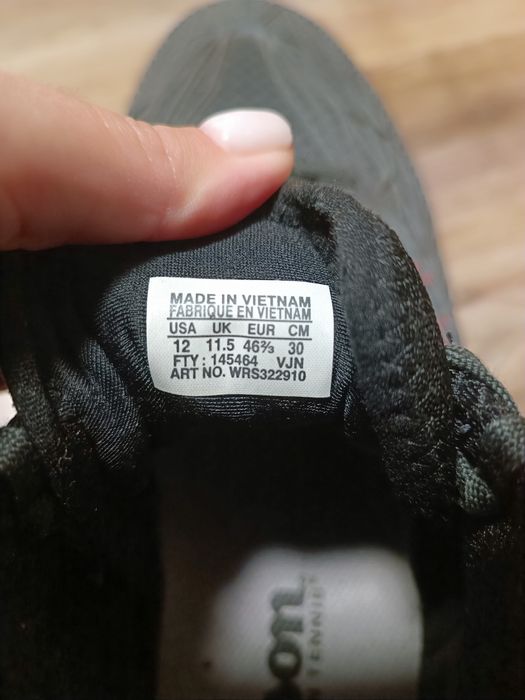 MADE IN VIETNAM
FABRIQUE EN VIETNAM
USA UK EUR CM
12 11.5 46⅔ 30
FTY : 145464 VJN
ART NO. WRS322910